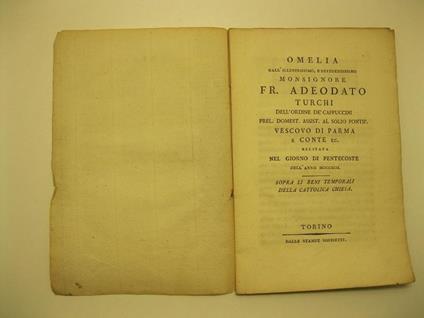 OMELIA
DALL' ILLUSTRISSIMO, E REVERENDISSIMO
MONSIGNORE
FR. ADEODATO
TURCHI
DELL'ORDINE DE' CAPPUCCINI
PREL. DOMEST. ASSIST. AL SOLIO PONTIF.
VESCOVO DI PARMA
E CONTE EC.
RECITATA
NEL GIORNO DI PENTECOSTE
DELL' ANNO
SOPRA LI BENI TEMPORALI
DELLA CATTOLICA CHIESA.
TORINO
DALLE STAMPE